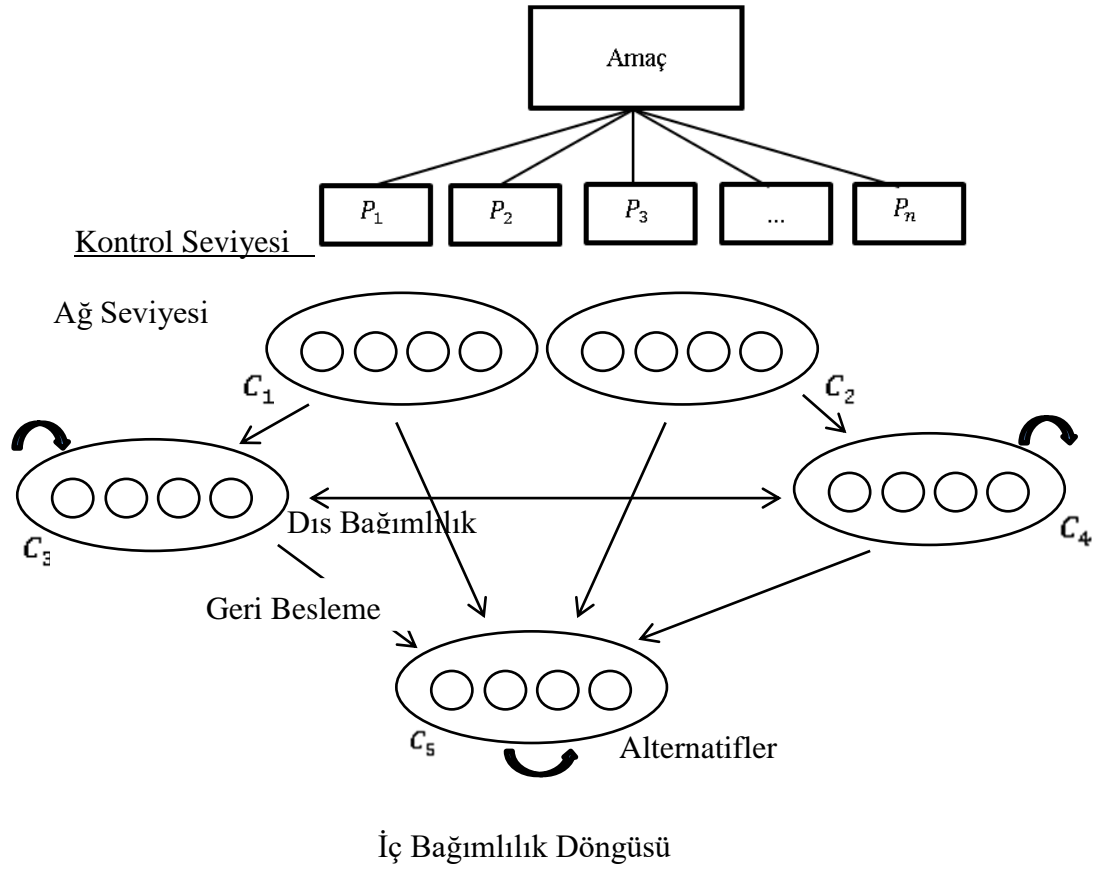 Amaç
P₁ P₂ P₃ ... Pₙ
Kontrol Seviyesi
Ağ Seviyesi
C₁ C₂
Dıs Bağımlılık
C₃ C₄
Geri Besleme
C₅ Alternatifler
İç Bağımlılık Döngüsü